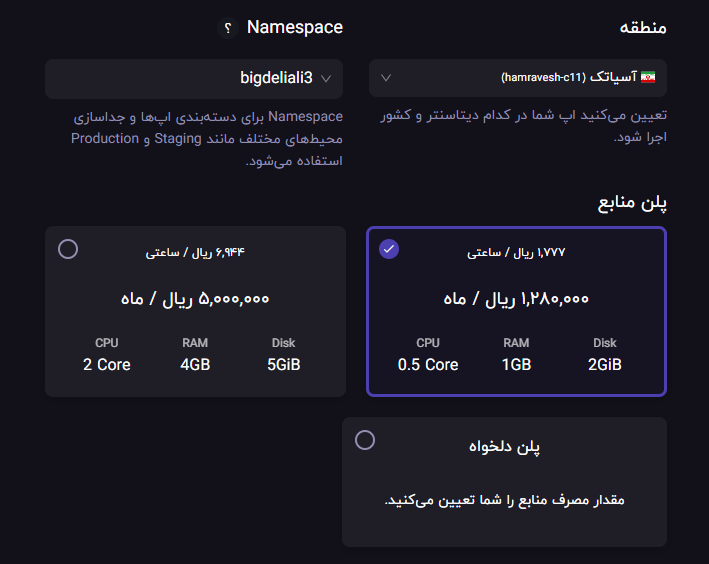 منطقه
آسیاتک (hamravesh-c11)
تعیین می‌کنید اپ شما در کدام دیتاسنتر و کشور
اجرا شود.
Namespace ؟
bigdeliali3
Namespace برای دسته‌بندی اپ‌ها و جداسازی
محیط‌های مختلف مانند Staging و Production
استفاده می‌شود.
پلن منابع
۱,۷۷۷ ریال / ساعتی
۱,۲۸۰,۰۰۰ ریال / ماه
CPU RAM Disk
0.5 Core 1GB 2GiB
۶,۹۴۴ ریال / ساعتی
۵,۰۰۰,۰۰۰ ریال / ماه
CPU RAM Disk
2 Core 4GB 5GiB
پلن دلخواه
مقدار مصرف منابع را شما تعیین می‌کنید.